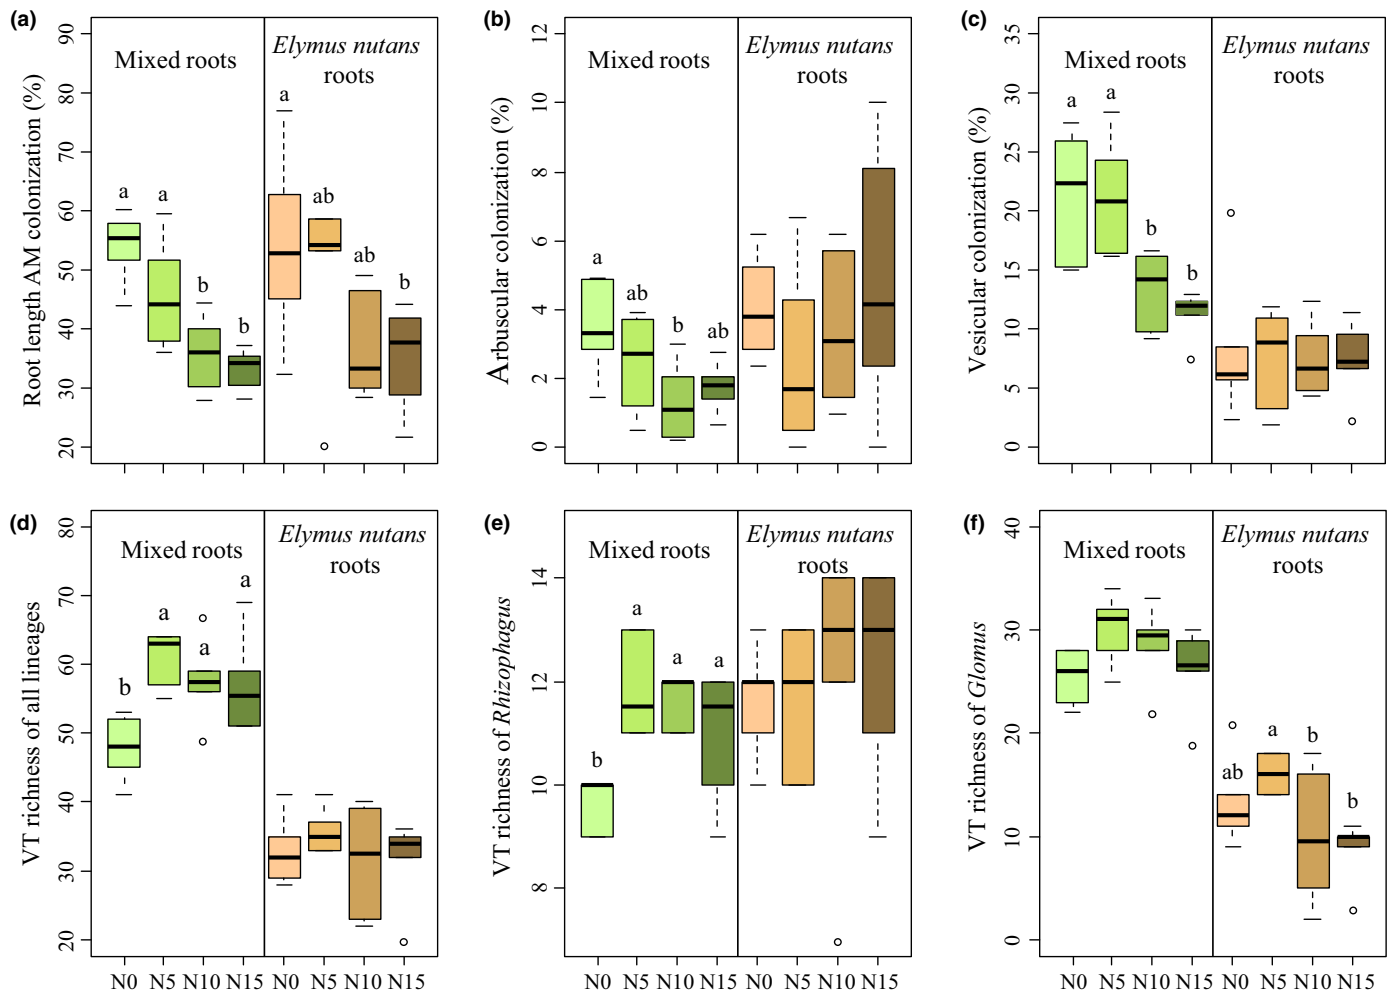 (a)
Root length AM colonization (%)
90
80
70
60
50
40
30
20
Mixed roots
Elymus nutans
roots
a
a
b
b
a
ab
ab
b
(b)
Arbuscular colonization (%)
12
10
8
6
4
2
0
Mixed roots
Elymus nutans
roots
a
ab
b
ab
(c)
Vesicular colonization (%)
35
30
25
20
15
10
5
0
Mixed roots
Elymus nutans
roots
a
a
b
b
(d)
VT richness of all lineages
80
70
60
50
40
30
20
Mixed roots
Elymus nutans
roots
b
a
a
a
N0 N5 N10 N15 N0 N5 N10 N15
(e)
VT richness of Rhizophagus
14
12
10
8
Mixed roots
Elymus nutans
roots
b
a
a
a
N0 N5 N10 N15 N0 N5 N10 N15
(f)
VT richness of Glomus
40
30
20
10
0
Mixed roots
Elymus nutans
roots
ab
a
b
b
N0 N5 N10 N15 N0 N5 N10 N15